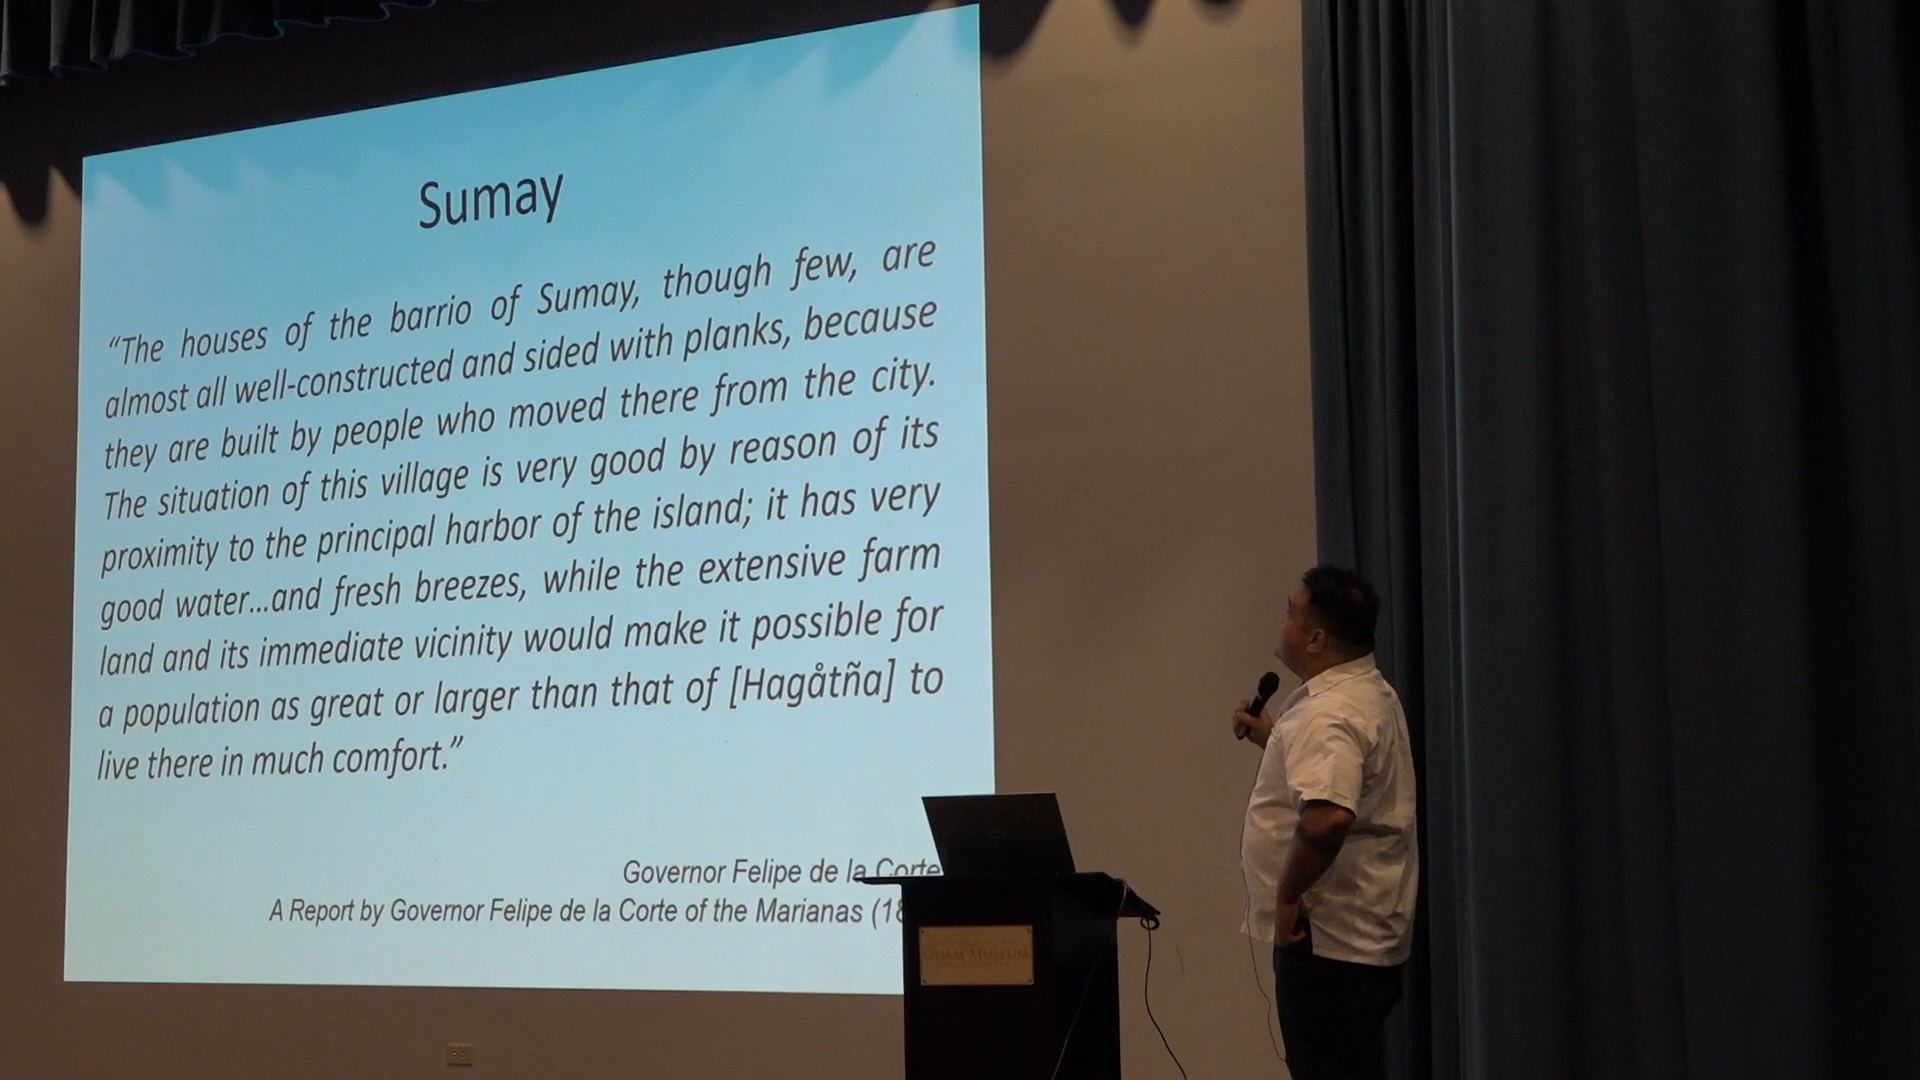 Sumay
“The houses of the barrio of Sumay, though few, are
almost all well-constructed and sided with planks, because
they are built by people who moved there from the city.
The situation of this village is very good by reason of its
proximity to the principal harbor of the island; it has very
good water...and fresh breezes, while the extensive farm
land and its immediate vicinity would make it possible for
a population as great or larger than that of [Hagåtña] to
live there in much comfort.”
Governor Felipe de la Corte
A Report by Governor Felipe de la Corte of the Marianas
GUAM MUSEUM